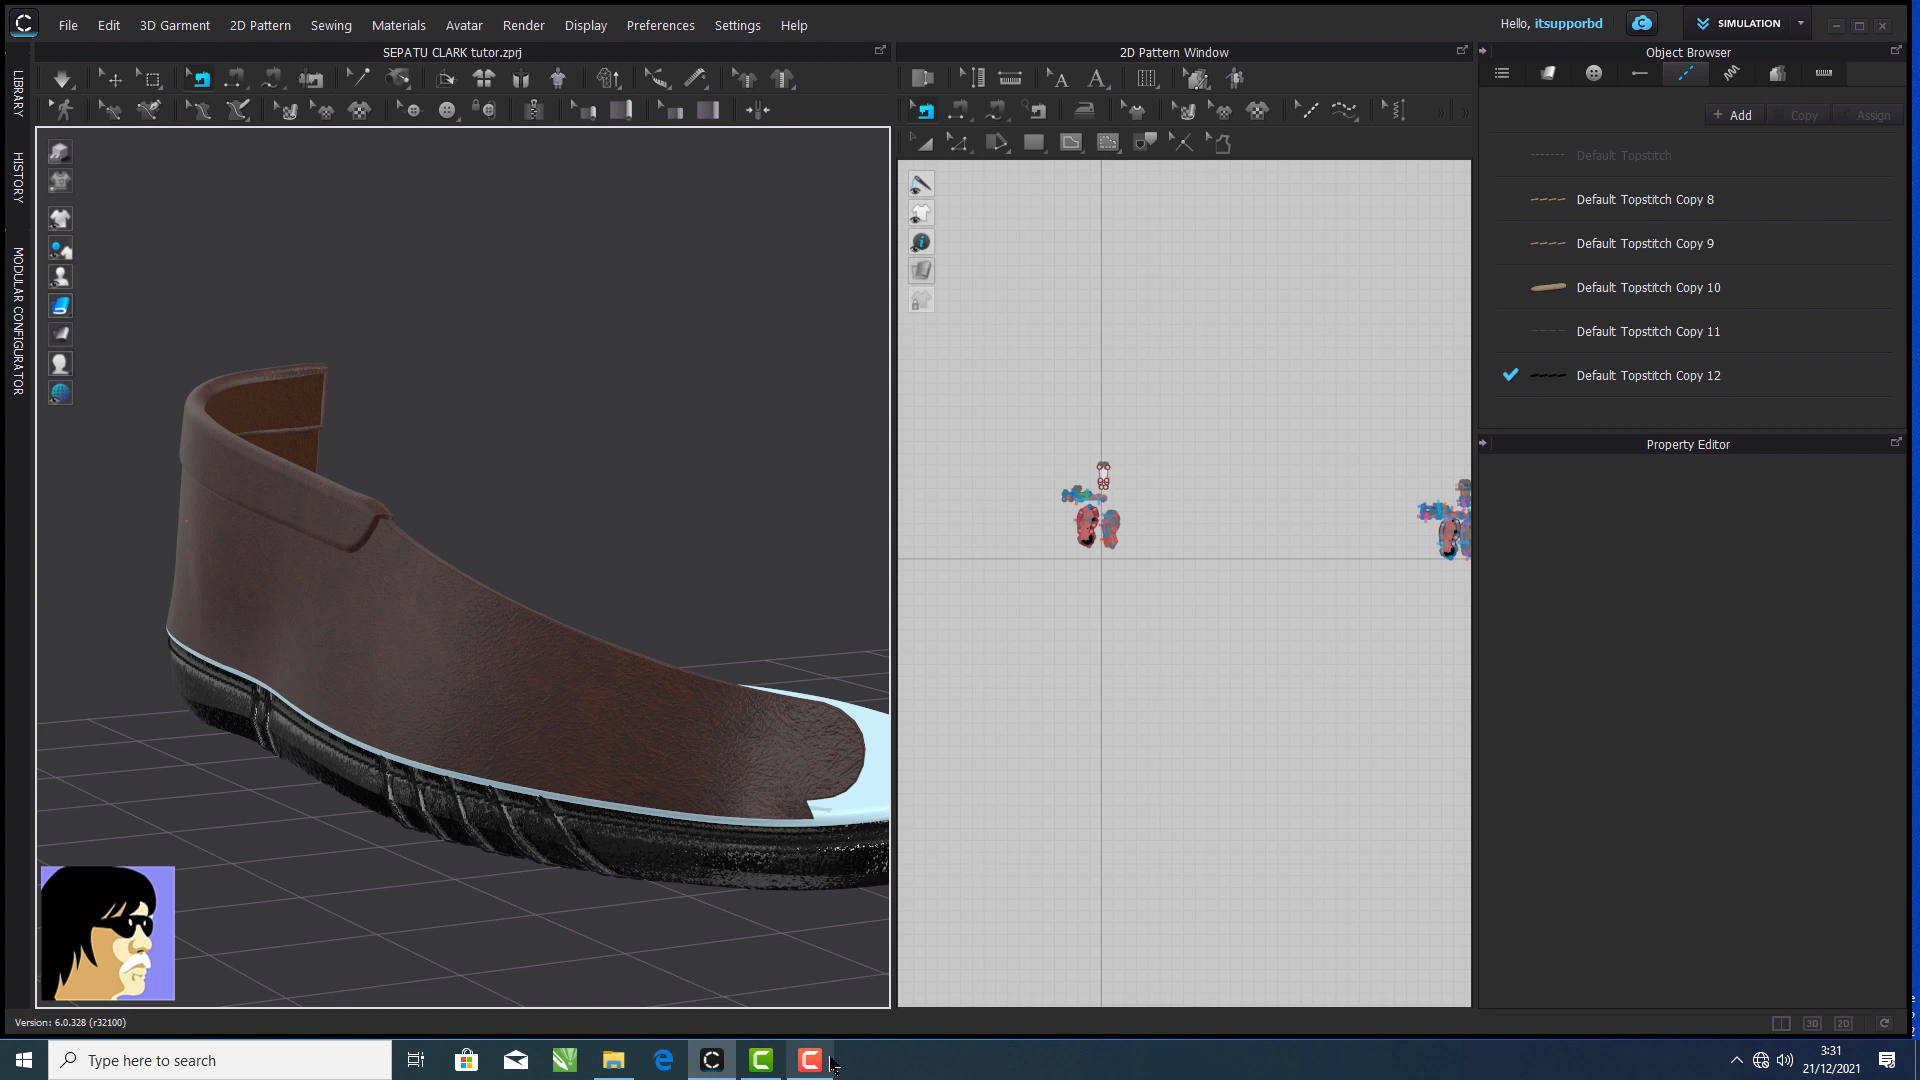 File Edit 3D Garment 2D Pattern Sewing Materials Avatar Render Display Preferences Settings Help
Hello, itsupporbd
SIMULATION
SEPATU CLARK tutor.zprj
2D Pattern Window
Object Browser
LIBRARY
HISTORY
MODULAR CONFIGURATOR
+ Add
Copy
Assign
Default Topstitch
Default Topstitch Copy 8
Default Topstitch Copy 9
Default Topstitch Copy 10
Default Topstitch Copy 11
Default Topstitch Copy 12
Property Editor
Version: 6.0.328 (r32100)
3D
2D
Type here to search
3:31
21/12/2021